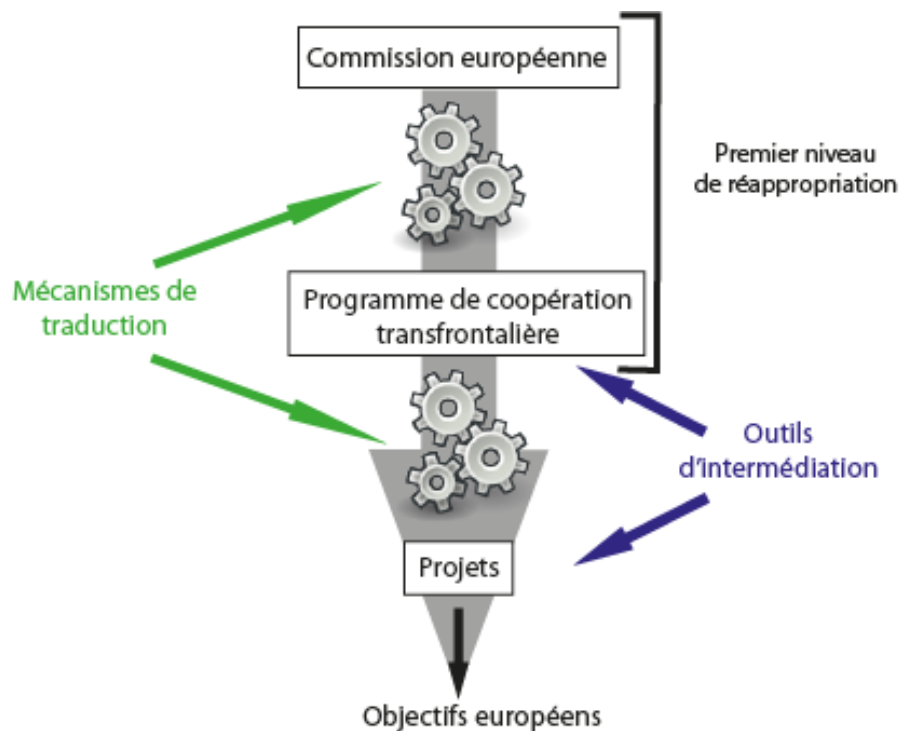 Commission européenne
Premier niveau
de réappropriation
Mécanismes de
traduction
Programme de coopération
transfrontalière
Outils
d'intermédiation
Projets
Objectifs européens